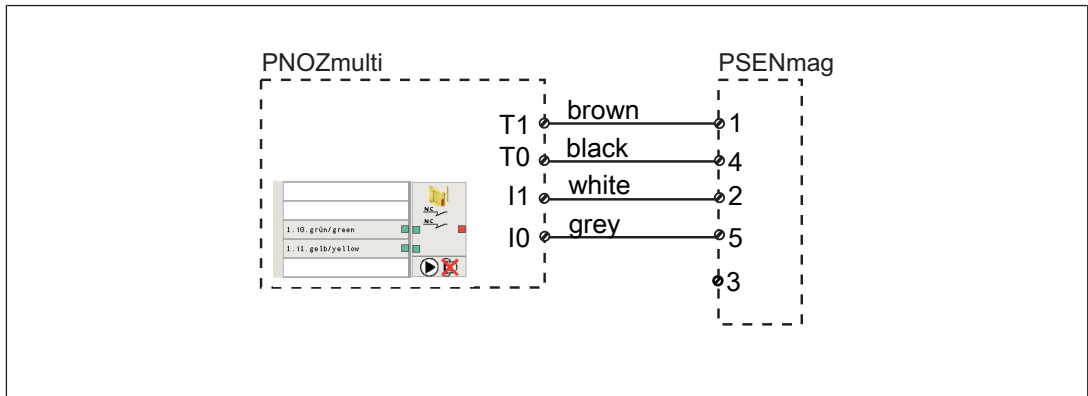 PNOZmulti
PSENmag
T1 brown 1
T0 black 4
I1 white 2
I0 grey 5
3
NC
NC
1.i0.grün/green
1.i1.gelb/yellow